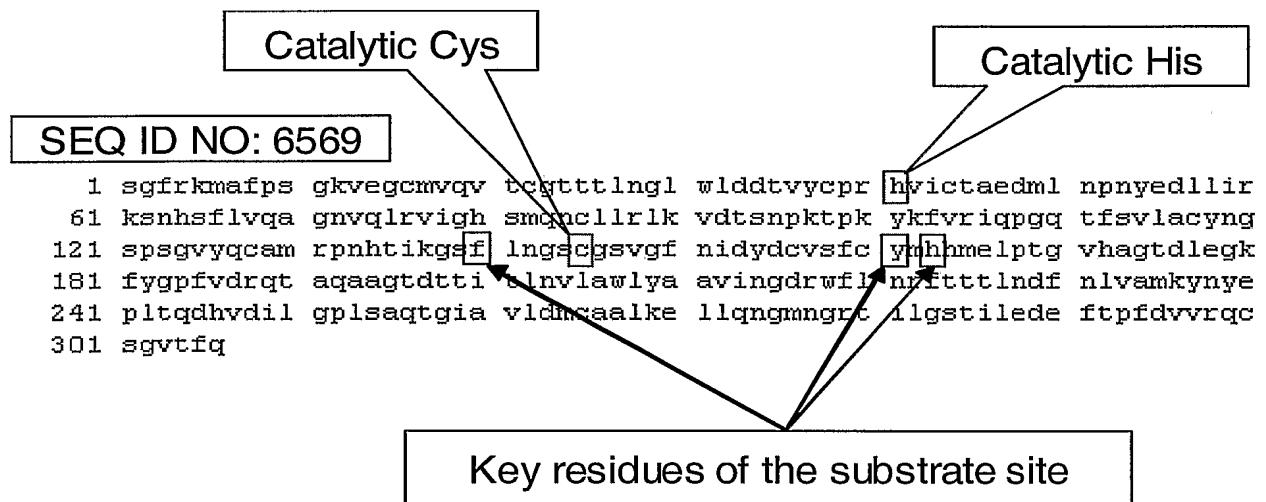 Catalytic Cys
Catalytic His
SEQ ID NO: 6569
1 sgfrkmafps gkvegcmvqv tcgtttlngl wlddtvycpr hvictaedml npnyedllir
61 ksnhsflvqa gnvqlrvigh smqncllrlk vdtsnpktpk ykfvriqpgq tfsvlacyng
121 spsgvyqcam rpnhtikgsf lngscgsvgf nidydcvsfc ymhhmelptg vhagtdlegk
181 fygpfvdrqt aqaagtdtti tlnvlawlya avingdrwfl nrftttlndf nlvamkynye
241 pltqdhvdil gplsaqtgia vldmcaalke llqngmngrt ilgstilede ftpfdvvrqc
301 sgvtfq
Key residues of the substrate site